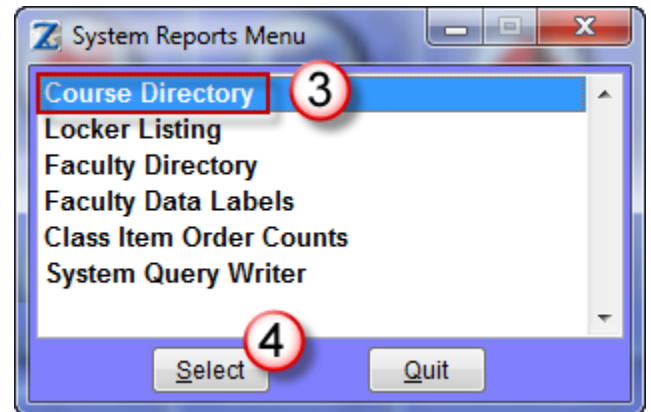 System Reports Menu
Course Directory 3
Locker Listing
Faculty Directory
Faculty Data Labels
Class Item Order Counts
System Query Writer
4
Select Quit